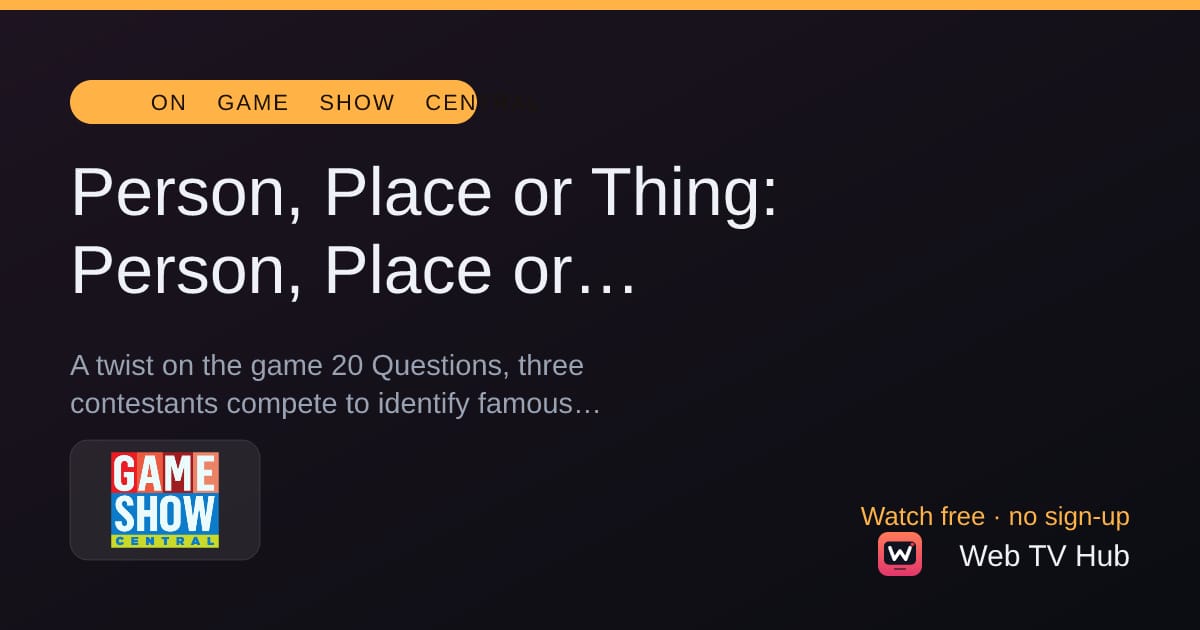 ON GAME SHOW CENTRAL
Person, Place or Thing:
Person, Place or…
A twist on the game 20 Questions, three
contestants compete to identify famous…
GAME
SHOW
CENTRAL
Watch free · no sign-up
W
Web TV Hub